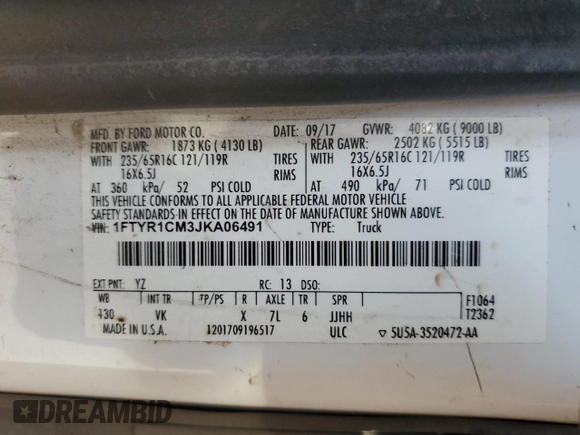 MFD. BY FORD MOTOR CO. DATE: 09/17 GVWR: 4082 KG ( 9000 LB)
FRONT GAWR: 1873 KG ( 4130 LB) REAR GAWR: 2502 KG ( 5515 LB)
WITH 235/65R16C 121/119R TIRES WITH 235/65R16C 121/119R TIRES
16X6.5J RIMS 16X6.5J RIMS
AT 360 kPa/ 52 PSI COLD AT 490 kPa/ 71 PSI COLD
THIS VEHICLE CONFORMS TO ALL APPLICABLE FEDERAL MOTOR VEHICLE
SAFETY STANDARDS IN EFFECT ON THE DATE OF MANUFACTURE SHOWN ABOVE.
VIN: 1FTYR1CM3JKA06491 TYPE: Truck
EXT PNT: YZ RC: 13 DSO:
WB INT TR TP/PS R AXLE TR SPR F1064
130 VK X 7L 6 JJHH T2362
MADE IN U.S.A. 1201709196517 ULC ▽ 5U5A-3520472-AA
DREAMBID